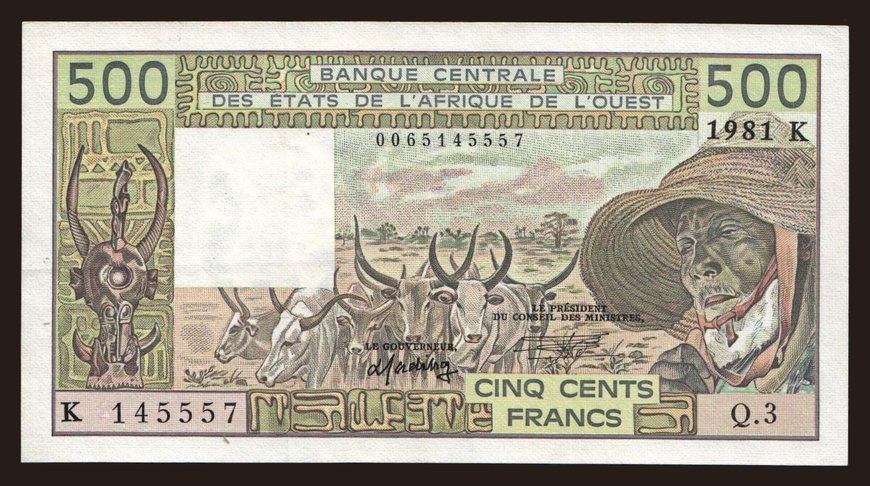 500
BANQUE CENTRALE
DES ÉTATS DE L'AFRIQUE DE L'OUEST
500
1981 K
0065145557
LE PRÉSIDENT
DU CONSEIL DES MINISTRES.
LE GOUVERNEUR,
CINQ CENTS
FRANCS
K 145557
Q.3